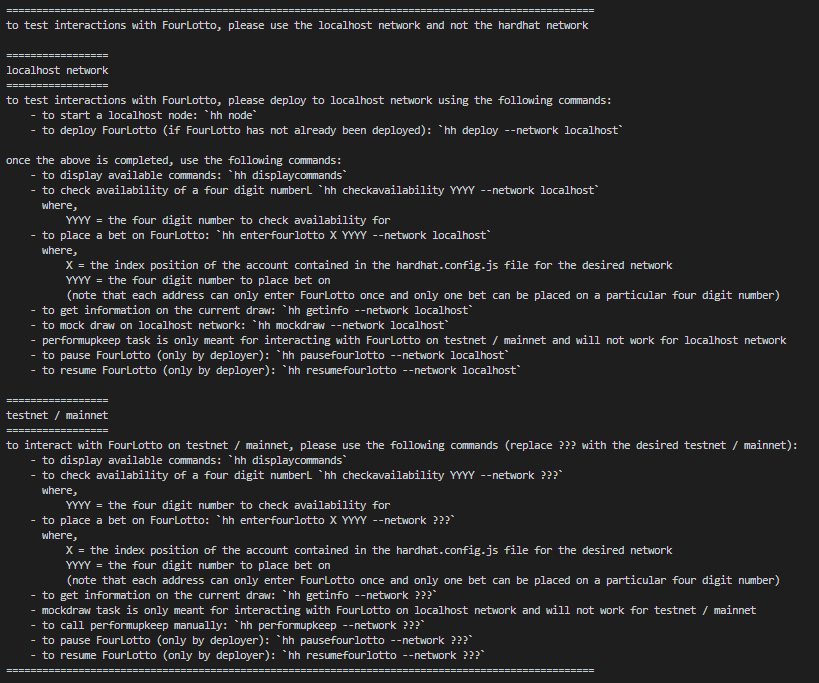 ===================================================================================================
to test interactions with FourLotto, please use the localhost network and not the hardhat network
=================
localhost network
=================
to test interactions with FourLotto, please deploy to localhost network using the following commands:
- to start a localhost node: `hh node`
- to deploy FourLotto (if FourLotto has not already been deployed): `hh deploy --network localhost`
once the above is completed, use the following commands:
- to display available commands: `hh displaycommands`
- to check availability of a four digit numberL `hh checkavailability YYYY --network localhost`
where,
YYYY = the four digit number to check availability for
- to place a bet on FourLotto: `hh enterfourlotto X YYYY --network localhost`
where,
X = the index position of the account contained in the hardhat.config.js file for the desired network
YYYY = the four digit number to place bet on
(note that each address can only enter FourLotto once and only one bet can be placed on a particular four digit number)
- to get information on the current draw: `hh getinfo --network localhost`
- to mock draw on localhost network: `hh mockdraw --network localhost`
- performupkeep task is only meant for interacting with FourLotto on testnet / mainnet and will not work for localhost network
- to pause FourLotto (only by deployer): `hh pausefourlotto --network localhost`
- to resume FourLotto (only by deployer): `hh resumefourlotto --network localhost`
=================
testnet / mainnet
=================
to interact with FourLotto on testnet / mainnet, please use the following commands (replace ??? with the desired testnet / mainnet):
- to display available commands: `hh displaycommands`
- to check availability of a four digit numberL `hh checkavailability YYYY --network ???`
where,
YYYY = the four digit number to check availability for
- to place a bet on FourLotto: `hh enterfourlotto X YYYY --network ???`
where,
X = the index position of the account contained in the hardhat.config.js file for the desired network
YYYY = the four digit number to place bet on
(note that each address can only enter FourLotto once and only one bet can be placed on a particular four digit number)
- to get information on the current draw: `hh getinfo --network ???`
- mockdraw task is only meant for interacting with FourLotto on localhost network and will not work for testnet / mainnet
- to call performupkeep manually: `hh performupkeep --network ???`
- to pause FourLotto (only by deployer): `hh pausefourlotto --network ???`
- to resume FourLotto (only by deployer): `hh resumefourlotto --network ???`
===================================================================================================